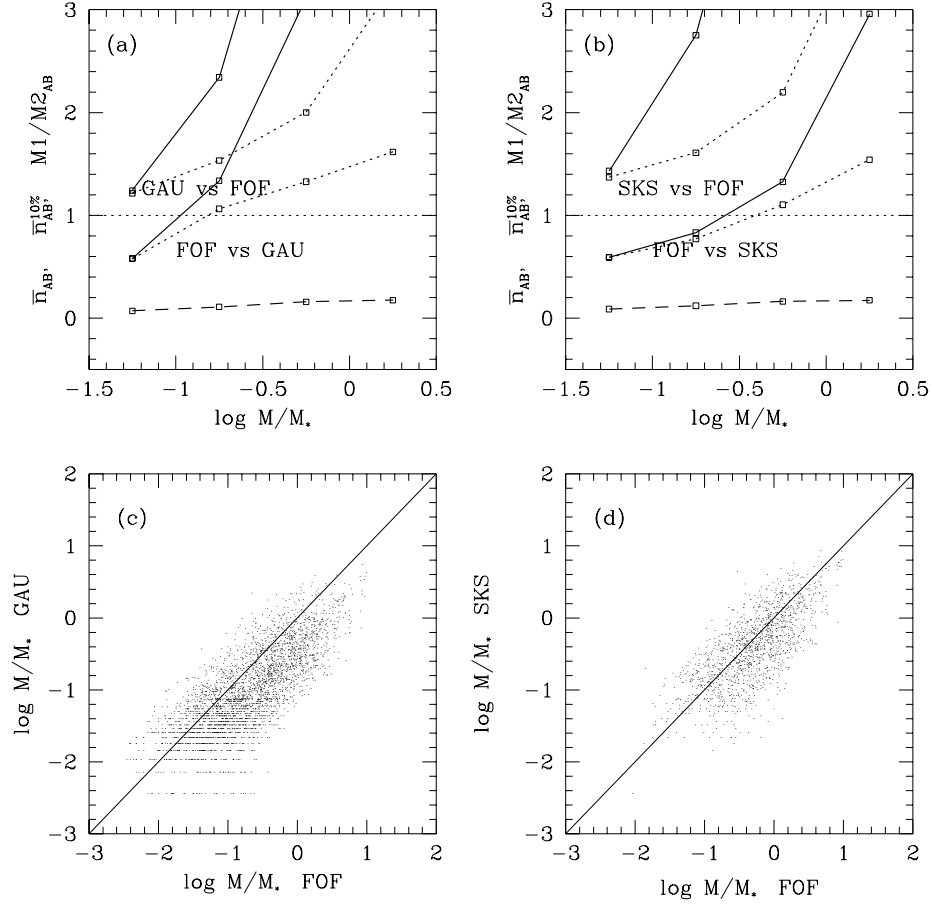 (a)
3
2
1
0
M1/M2_AB
n̅_AB, ^10%
n̅_AB,
GAU vs FOF
FOF vs GAU
−1.5 −1 −0.5 0 0.5
log M/M*
(b)
3
2
1
0
M1/M2_AB
n̅_AB, ^10%
n̅_AB,
SKS vs FOF
FOF vs SKS
−1.5 −1 −0.5 0 0.5
log M/M*
(c)
2
1
0
−1
−2
−3
log M/M* GAU
−3 −2 −1 0 1 2
log M/M* FOF
(d)
2
1
0
−1
−2
−3
log M/M* SKS
−3 −2 −1 0 1 2
log M/M* FOF